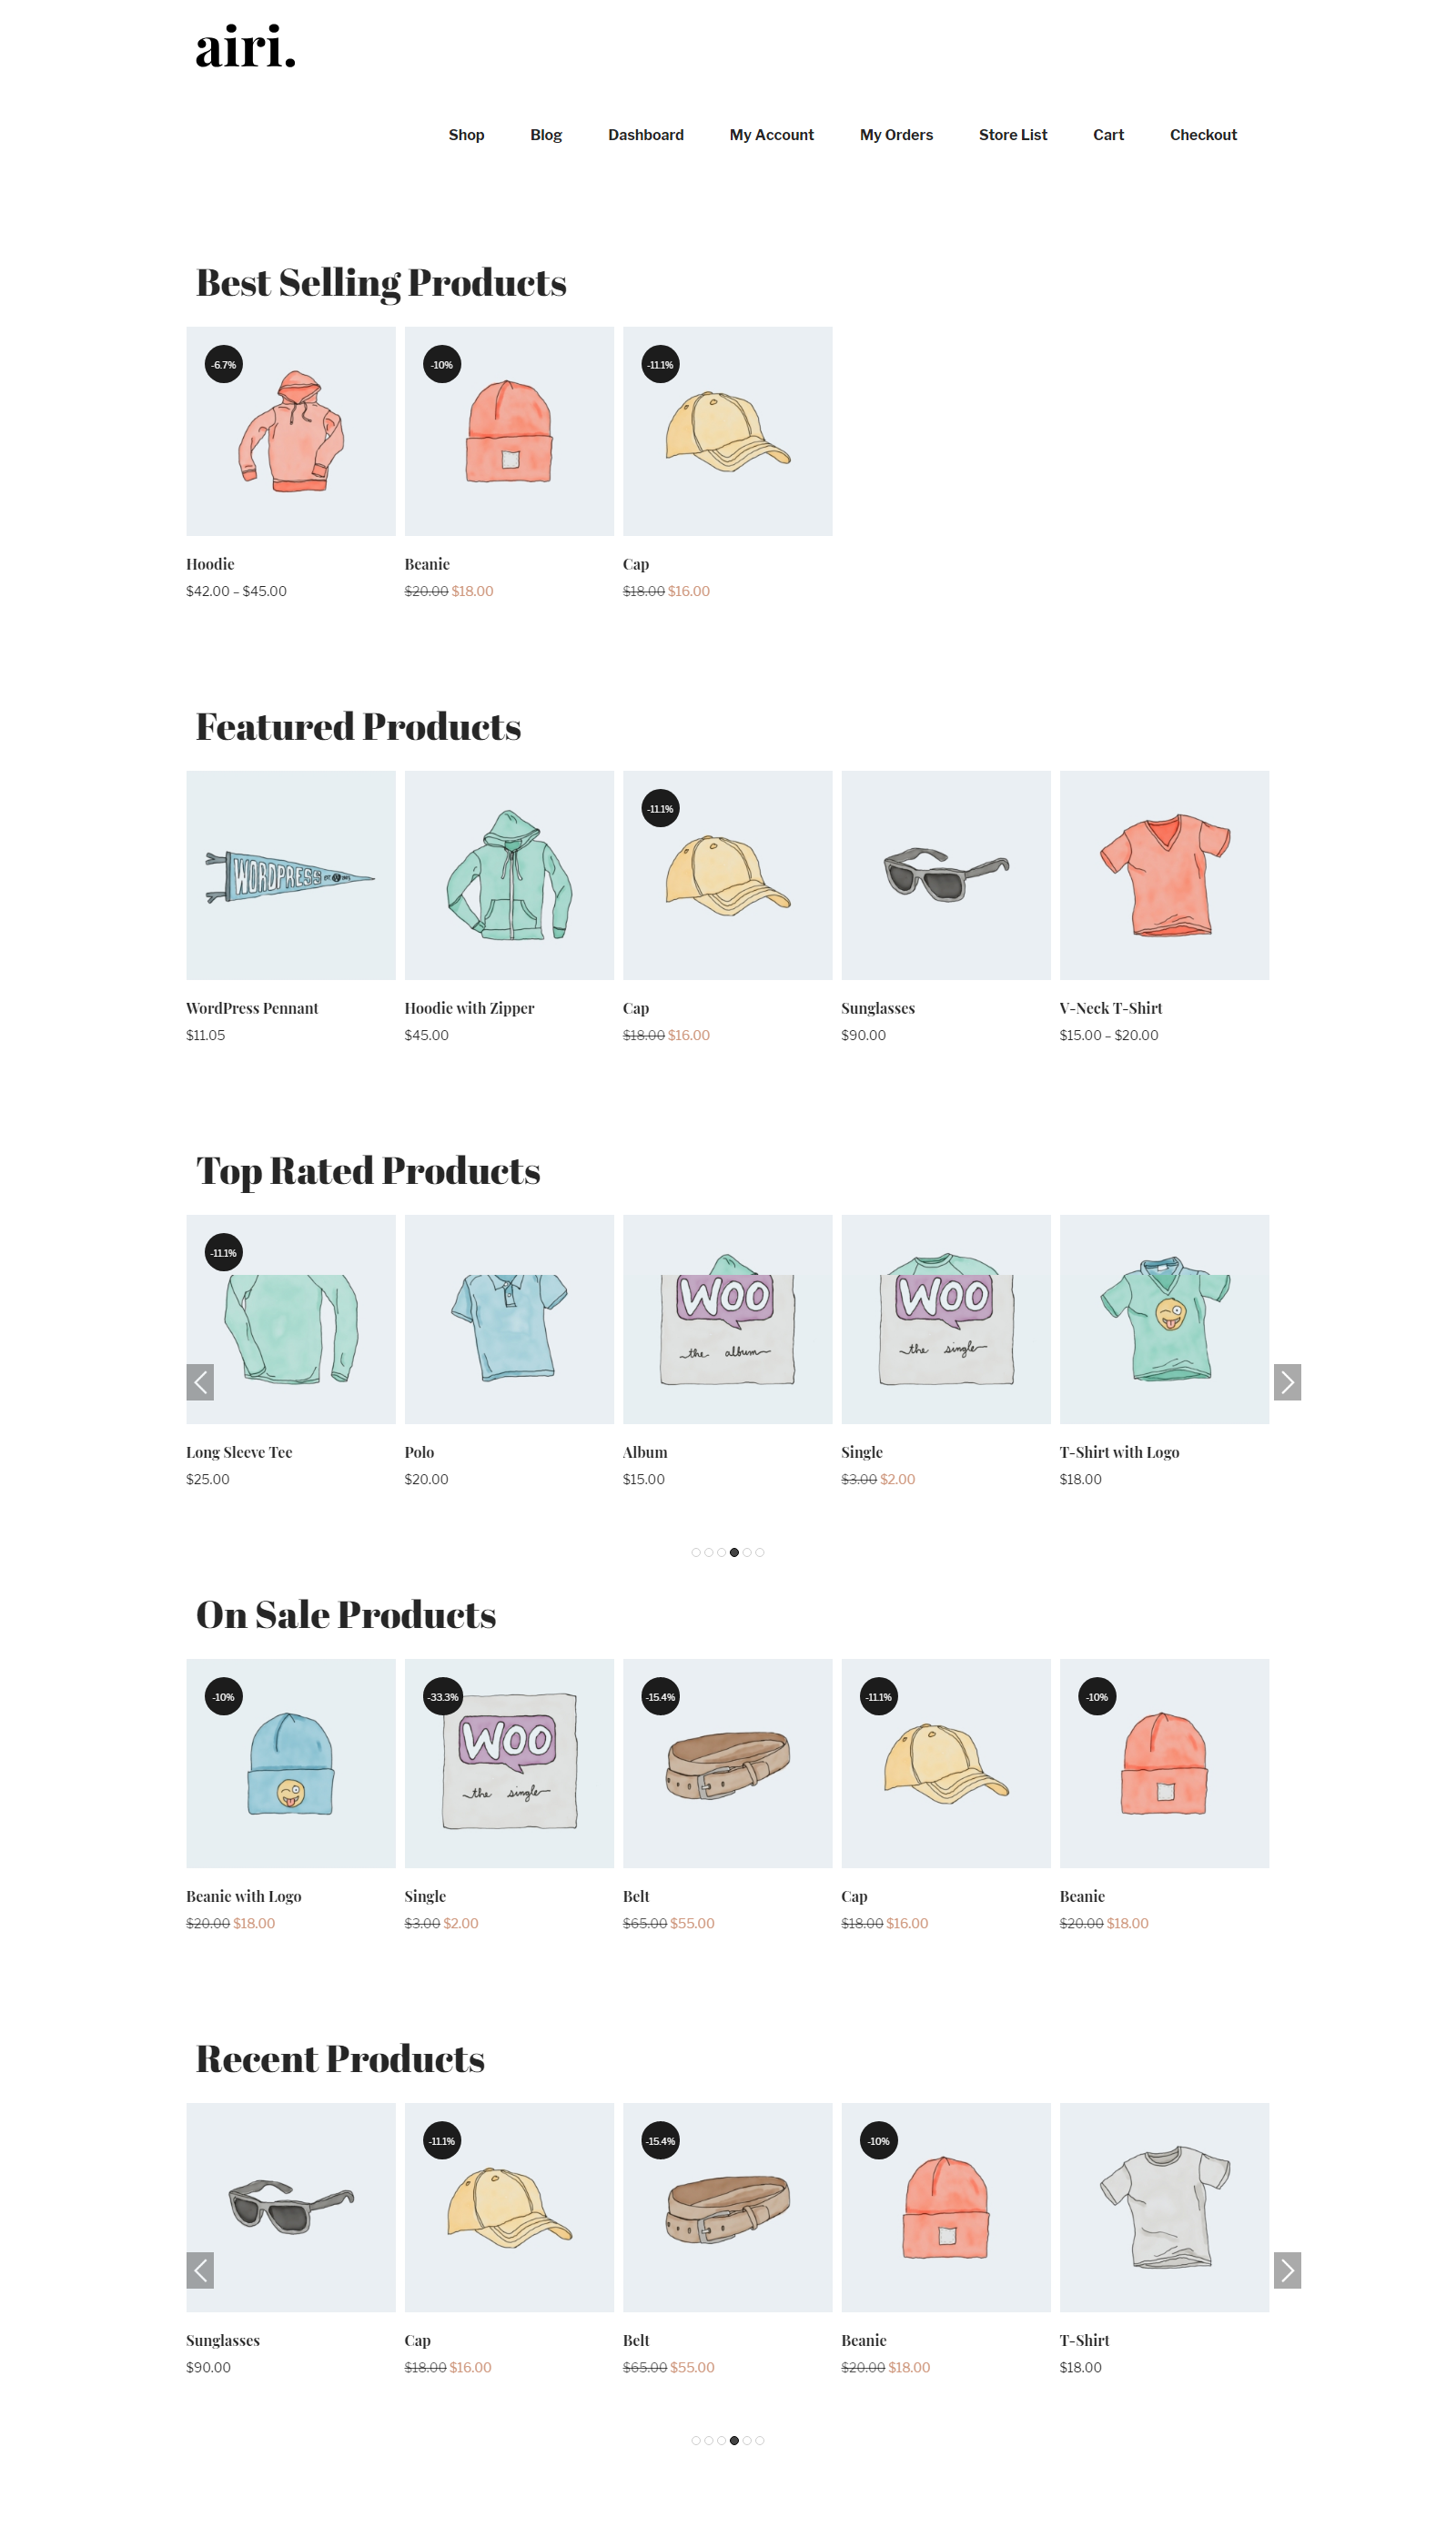 airi.
Shop Blog Dashboard My Account My Orders Store List Cart Checkout
Best Selling Products
-6.7% -10% -11.1%
Hoodie Beanie Cap
$42.00 – $45.00 $20.00 $18.00 $18.00 $16.00
Featured Products
-11.1%
WORDPRESS
WordPress Pennant Hoodie with Zipper Cap Sunglasses V-Neck T-Shirt
$11.05 $45.00 $18.00 $16.00 $90.00 $15.00 – $20.00
Top Rated Products
-11.1%
WOO WOO
the album the single
Long Sleeve Tee Polo Album Single T-Shirt with Logo
$25.00 $20.00 $15.00 $3.00 $2.00 $18.00
On Sale Products
-10% -33.3% -15.4% -11.1% -10%
WOO
the single
Beanie with Logo Single Belt Cap Beanie
$20.00 $18.00 $3.00 $2.00 $65.00 $55.00 $18.00 $16.00 $20.00 $18.00
Recent Products
-11.1% -15.4% -10%
Sunglasses Cap Belt Beanie T-Shirt
$90.00 $18.00 $16.00 $65.00 $55.00 $20.00 $18.00 $18.00